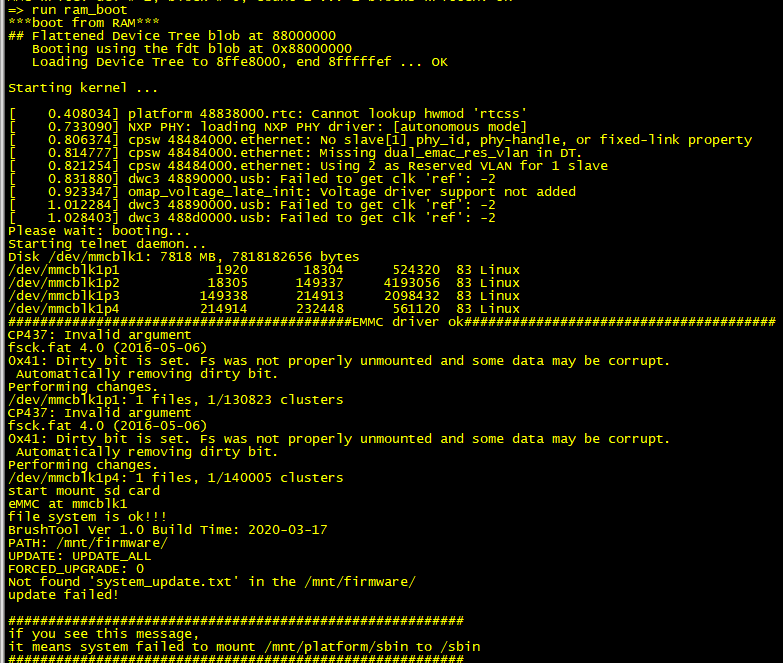 => run ram_boot
***boot from RAM***
## Flattened Device Tree blob at 88000000
   Booting using the fdt blob at 0x88000000
   Loading Device Tree to 8ffe8000, end 8fffffef ... OK

Starting kernel ...

[    0.408034] platform 48838000.rtc: Cannot lookup hwmod 'rtcss'
[    0.733090] NXP PHY: loading NXP PHY driver: [autonomous mode]
[    0.806374] cpsw 48484000.ethernet: No slave[1] phy_id, phy-handle, or fixed-link property
[    0.814777] cpsw 48484000.ethernet: Missing dual_emac_res_vlan in DT.
[    0.821254] cpsw 48484000.ethernet: Using 2 as Reserved VLAN for 1 slave
[    0.831880] dwc3 48890000.usb: Failed to get clk 'ref': -2
[    0.923347] omap_voltage_late_init: Voltage driver support not added
[    1.012284] dwc3 48890000.usb: Failed to get clk 'ref': -2
[    1.028403] dwc3 488d0000.usb: Failed to get clk 'ref': -2
Please wait: booting...
Starting telnet daemon...
Disk /dev/mmcblk1: 7818 MB, 7818182656 bytes
/dev/mmcblk1p1            1920       18304      524320  83 Linux
/dev/mmcblk1p2           18305      149337     4193056  83 Linux
/dev/mmcblk1p3          149338      214913     2098432  83 Linux
/dev/mmcblk1p4          214914      232448      561120  83 Linux
###########################################EMMC driver ok#######################################
CP437: Invalid argument
fsck.fat 4.0 (2016-05-06)
0x41: Dirty bit is set. Fs was not properly unmounted and some data may be corrupt.
 Automatically removing dirty bit.
Performing changes.
/dev/mmcblk1p1: 1 files, 1/130823 clusters
CP437: Invalid argument
fsck.fat 4.0 (2016-05-06)
0x41: Dirty bit is set. Fs was not properly unmounted and some data may be corrupt.
 Automatically removing dirty bit.
Performing changes.
/dev/mmcblk1p4: 1 files, 1/140005 clusters
start mount sd card
eMMC at mmcblk1
file system is ok!!!
BrushTool Ver 1.0 Build Time: 2020-03-17
PATH: /mnt/firmware/
UPDATE: UPDATE_ALL
FORCED_UPGRADE: 0
Not found 'system_update.txt' in the /mnt/firmware/
update failed!

#########################################################
if you see this message,
it means system failed to mount /mnt/platform/sbin to /sbin
#########################################################